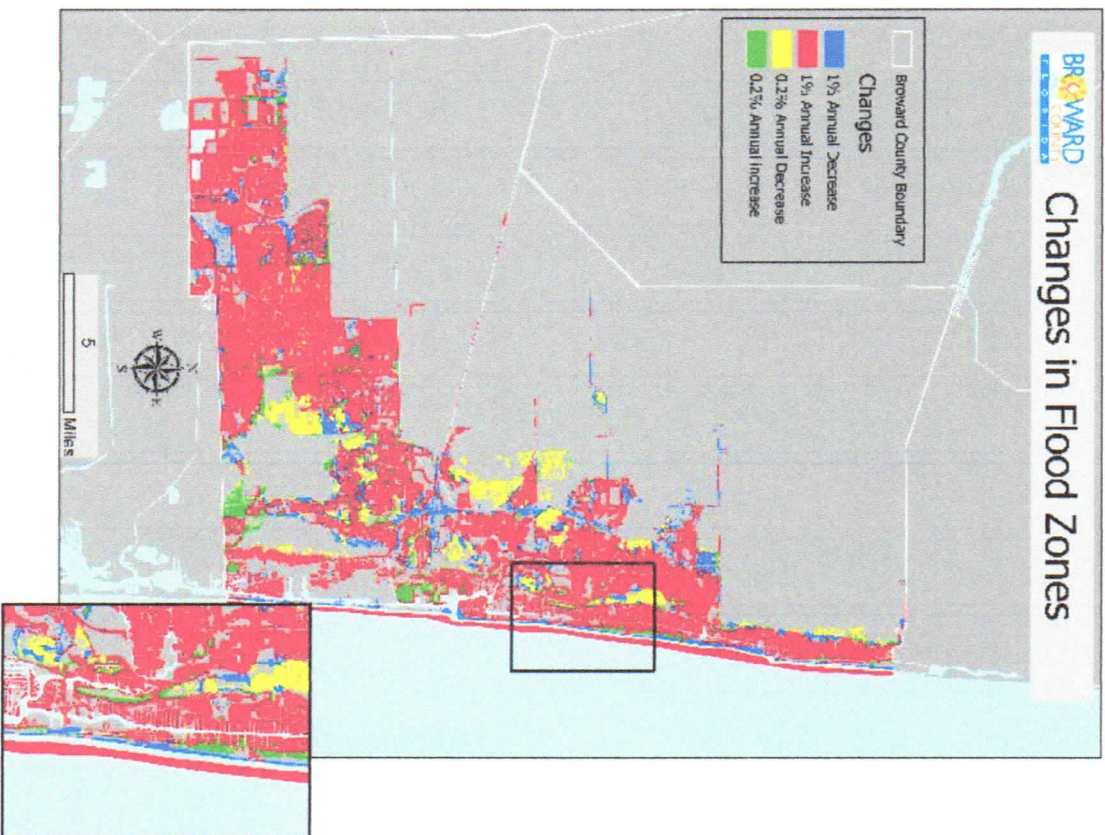 BROWARD
COUNTY
FLORIDA
Changes in Flood Zones
Broward County Boundary
Changes
1% Annual Decrease
1% Annual Increase
0.2% Annual Decrease
0.2% Annual Increase
N
W
E
S
5
Miles